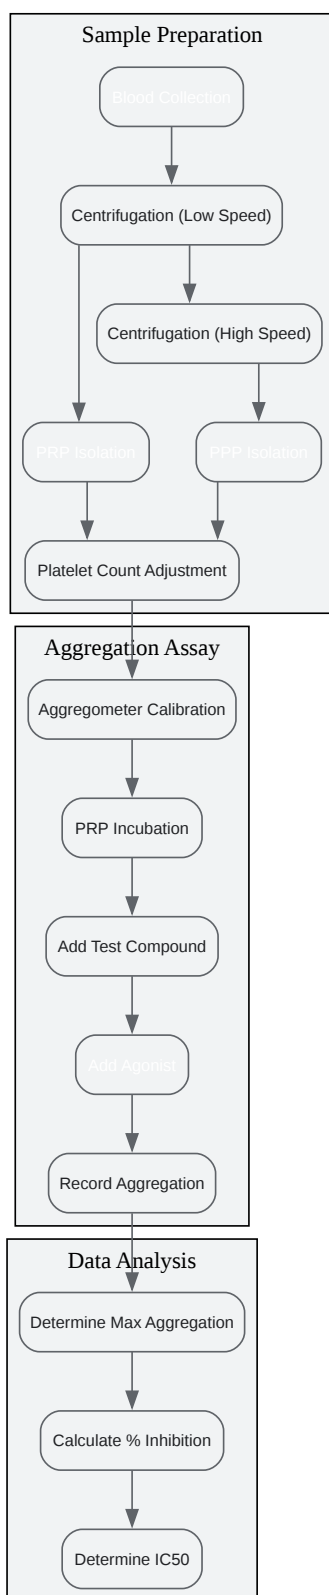 Sample Preparation
Blood Collection
Centrifugation (Low Speed)
Centrifugation (High Speed)
PRP Isolation
PPP Isolation
Platelet Count Adjustment
Aggregation Assay
Aggregometer Calibration
PRP Incubation
Add Test Compound
Add Agonist
Record Aggregation
Data Analysis
Determine Max Aggregation
Calculate % Inhibition
Determine IC50